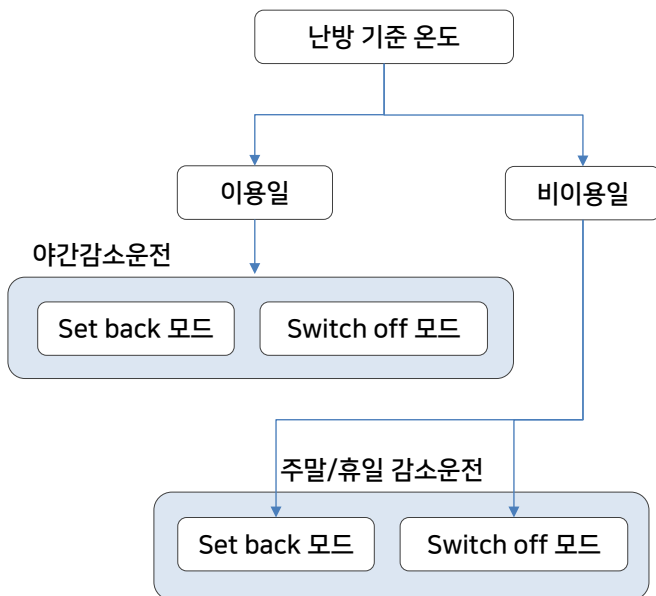 난방 기준 온도
이용일
비이용일
야간감소운전
Set back 모드
Switch off 모드
주말/휴일 감소운전
Set back 모드
Switch off 모드